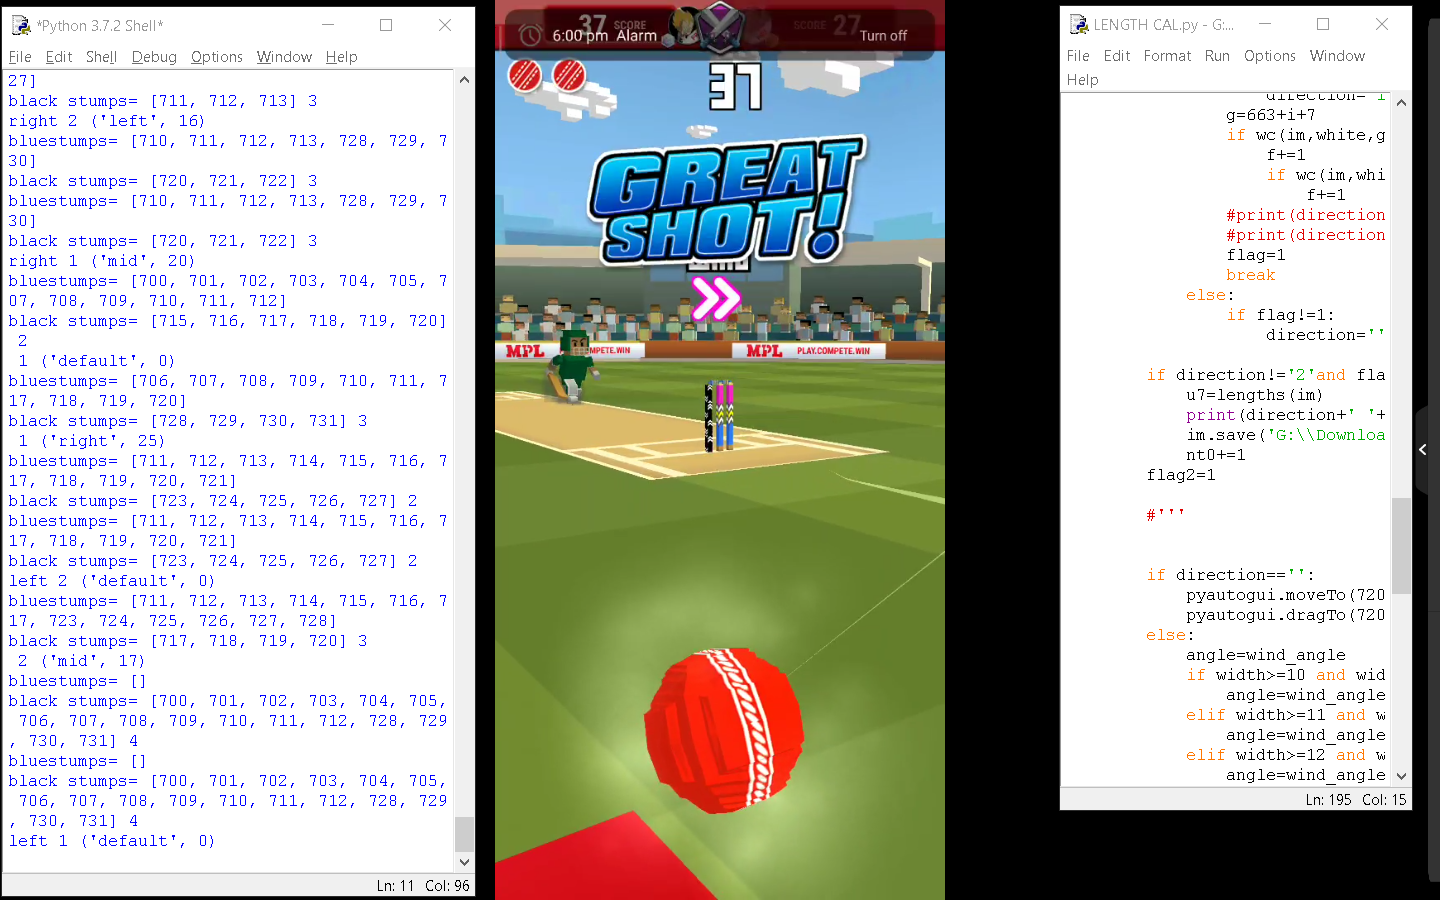 *Python 3.7.2 Shell*
File Edit Shell Debug Options Window Help
27]
black stumps= [711, 712, 713] 3
right 2 ('left', 16)
bluestumps= [710, 711, 712, 713, 728, 729, 7
30]
black stumps= [720, 721, 722] 3
bluestumps= [710, 711, 712, 713, 728, 729, 7
30]
black stumps= [720, 721, 722] 3
right 1 ('mid', 20)
bluestumps= [700, 701, 702, 703, 704, 705, 7
07, 708, 709, 710, 711, 712]
black stumps= [715, 716, 717, 718, 719, 720]
2
1 ('default', 0)
bluestumps= [706, 707, 708, 709, 710, 711, 7
17, 718, 719, 720]
black stumps= [728, 729, 730, 731] 3
1 ('right', 25)
bluestumps= [711, 712, 713, 714, 715, 716, 7
17, 718, 719, 720, 721]
black stumps= [723, 724, 725, 726, 727] 2
bluestumps= [711, 712, 713, 714, 715, 716, 7
17, 718, 719, 720, 721]
black stumps= [723, 724, 725, 726, 727] 2
left 2 ('default', 0)
bluestumps= [711, 712, 713, 714, 715, 716, 7
17, 723, 724, 725, 726, 727, 728]
black stumps= [717, 718, 719, 720] 3
2 ('mid', 17)
bluestumps= []
black stumps= [700, 701, 702, 703, 704, 705,
706, 707, 708, 709, 710, 711, 712, 728, 729
, 730, 731] 4
bluestumps= []
black stumps= [700, 701, 702, 703, 704, 705,
706, 707, 708, 709, 710, 711, 712, 728, 729
, 730, 731] 4
left 1 ('default', 0)
Ln: 11 Col: 96
37 SCORE SCORE 27
6:00 pm Alarm Turn off
37
GREAT
SHOT!
MPL COMPETE.WIN MPL PLAY.COMPETE.WIN
LENGTH CAL.py - G:...
File Edit Format Run Options Window
Help
direction='i
g=663+i+7
if wc(im,white,g
f+=1
if wc(im,whi
f+=1
#print(direction
#print(direction
flag=1
break
else:
if flag!=1:
direction=''
if direction!='2'and fla
u7=lengths(im)
print(direction+' '+
im.save('G:\\Downloa
nt0+=1
flag2=1
#'''
if direction=='':
pyautogui.moveTo(720
pyautogui.dragTo(720
else:
angle=wind_angle
if width>=10 and wid
angle=wind_angle
elif width>=11 and w
angle=wind_angle
elif width>=12 and w
angle=wind_angle
Ln: 195 Col: 15